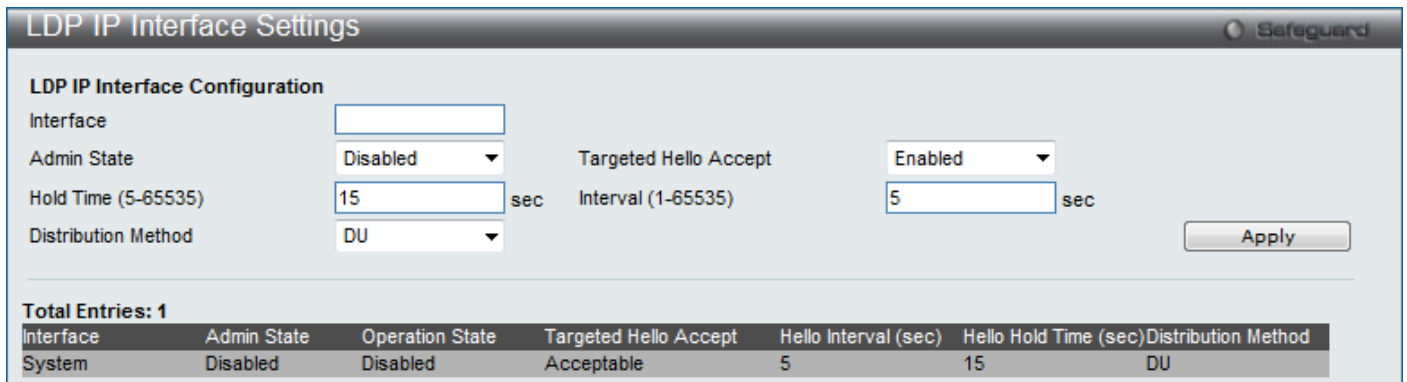 LDP IP Interface Settings Safeguard
LDP IP Interface Configuration
Interface
Admin State Disabled Targeted Hello Accept Enabled
Hold Time (5-65535) 15 sec Interval (1-65535) 5 sec
Distribution Method DU Apply
Total Entries: 1
Interface Admin State Operation State Targeted Hello Accept Hello Interval (sec) Hello Hold Time (sec) Distribution Method
System Disabled Disabled Acceptable 5 15 DU